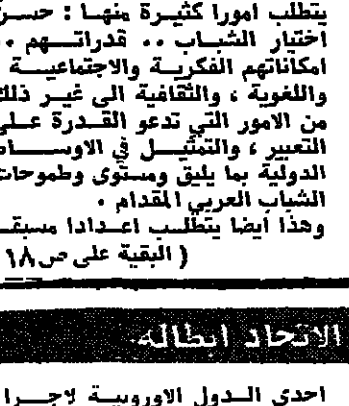 يتطلب امورا كثيرة منها : حسن
اختيار الشباب .. قدراتهم ..
امكاناتهم الفكرية والاجتماعية
واللغوية ، والثقافية الى غير ذلك
من الامور التي تدعو القدرة على
التعبير ، والتمثيل في الاوساط
الدولية بما يليق ومستوى وطموحات
الشباب العربي المقدام .
وهذا ايضا يتطلب اعدادا مسبقا
( البقية على ص ١٨
الاتحاد ابطاله
احدى الدول الاوروبية لاجرا